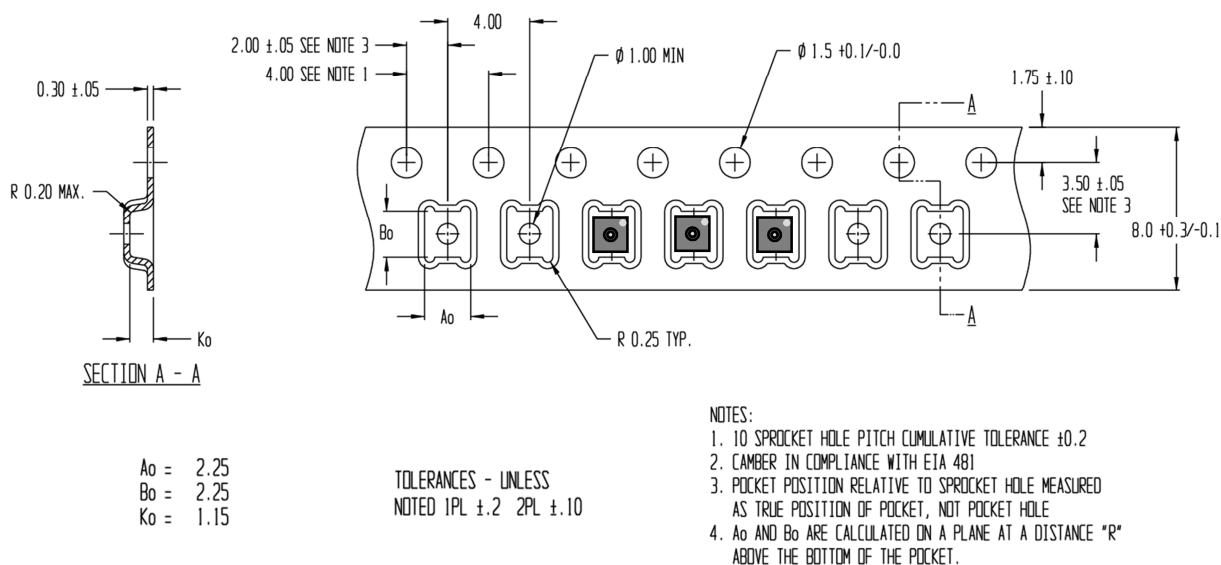 4.00
2.00 ±.05 SEE NOTE 3
4.00 SEE NOTE 1
Ø 1.00 MIN
Ø 1.5 +0.1/-0.0
1.75 ±.10
0.30 ±.05
A
R 0.20 MAX.
3.50 ±.05
SEE NOTE 3
Bo
8.0 +0.3/-0.1
Ao
A
Ko
R 0.25 TYP.
SECTION A - A
Ao = 2.25
Bo = 2.25
Ko = 1.15
TOLERANCES - UNLESS
NOTED 1PL ±.2 2PL ±.10
NOTES:
1. 10 SPROCKET HOLE PITCH CUMULATIVE TOLERANCE ±0.2
2. CAMBER IN COMPLIANCE WITH EIA 481
3. POCKET POSITION RELATIVE TO SPROCKET HOLE MEASURED
AS TRUE POSITION OF POCKET, NOT POCKET HOLE
4. Ao AND Bo ARE CALCULATED ON A PLANE AT A DISTANCE "R"
ABOVE THE BOTTOM OF THE POCKET.